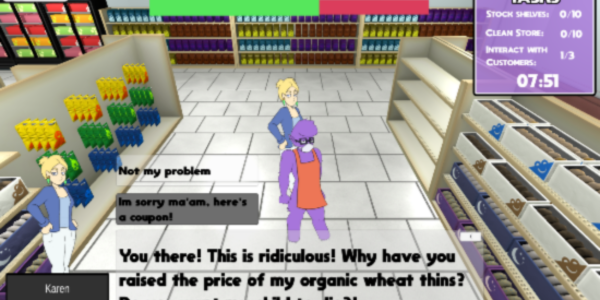 TASKS
STOCK SHELVES: 0/10
CLEAN STORE: 0/10
INTERACT WITH
CUSTOMERS: 1/3
07:51
Not my problem
Im sorry ma'am, here's
a coupon!
You there! This is ridiculous! Why have you
raised the price of my organic wheat thins?
Karen